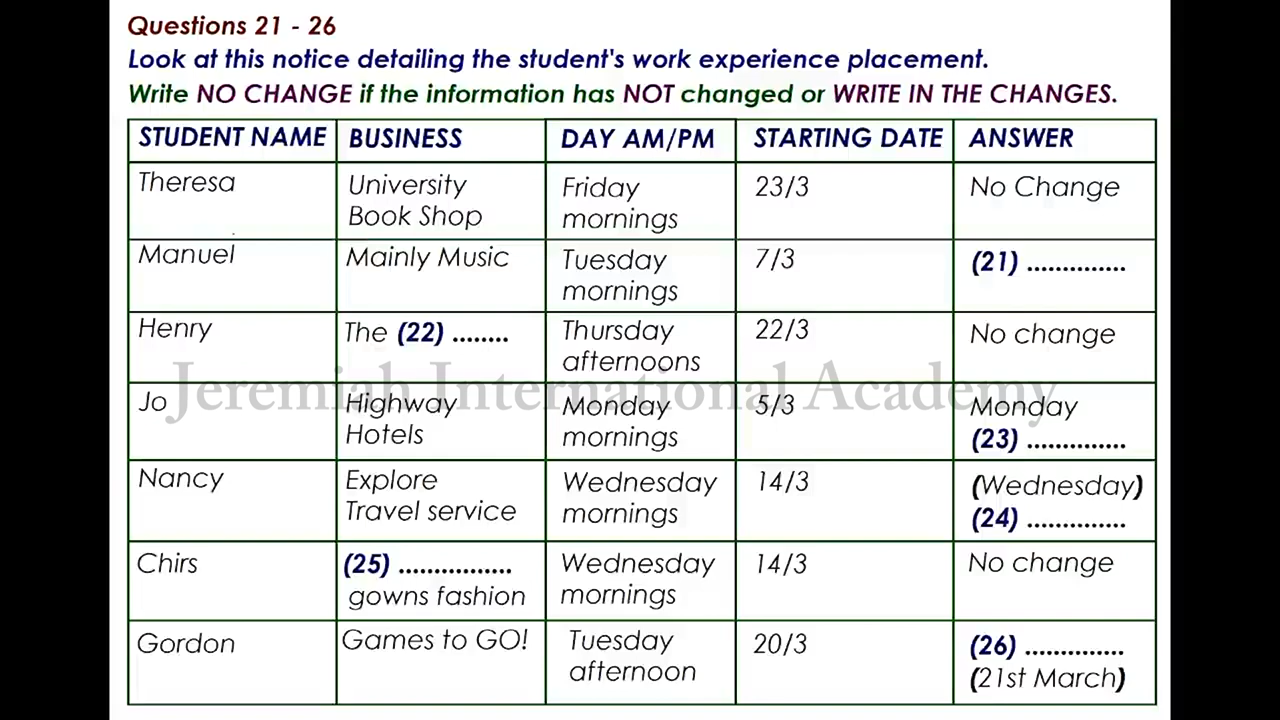 Questions 21 - 26
Look at this notice detailing the student's work experience placement.
Write NO CHANGE if the information has NOT changed or WRITE IN THE CHANGES.
STUDENT NAME BUSINESS DAY AM/PM STARTING DATE ANSWER
Theresa University Friday 23/3 No Change
Book Shop mornings
Manuel Mainly Music Tuesday 7/3 (21) ..............
mornings
Henry The (22) ........ Thursday 22/3 No change
afternoons
Jeremiah International Academy
Jo Highway Monday 5/3 Monday
Hotels mornings (23) ..............
Nancy Explore Wednesday 14/3 (Wednesday)
Travel service mornings (24) ..............
Chirs (25) ................ Wednesday 14/3 No change
gowns fashion mornings
Gordon Games to GO! Tuesday 20/3 (26) ..............
afternoon (21st March)